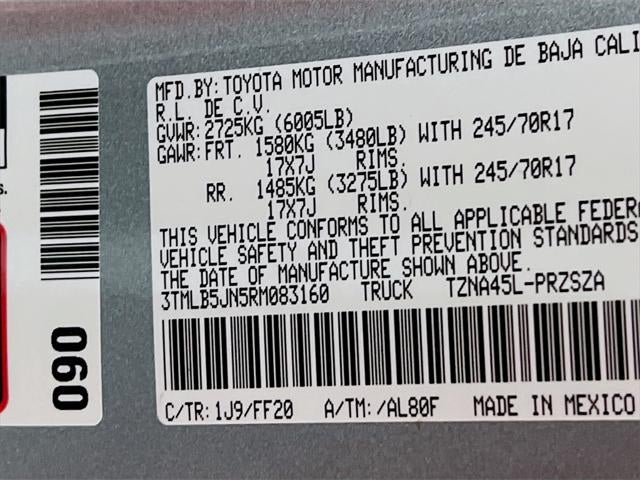 MFD.BY: TOYOTA MOTOR MANUFACTURING DE BAJA CALI
R.L. DE C.V.
GVWR: 2725KG (6005LB)
GAWR: FRT. 1580KG (3480LB) WITH 245/70R17
17X7J RIMS.
RR. 1485KG (3275LB) WITH 245/70R17
17X7J RIMS.
THIS VEHICLE CONFORMS TO ALL APPLICABLE FEDERA
VEHICLE SAFETY AND THEFT PREVENTION STANDARDS
THE DATE OF MANUFACTURE SHOWN ABOVE.
3TMLB5JN5RM083160 TRUCK TZNA45L-PRZSZA
C/TR: 1J9/FF20 A/TM: /AL80F MADE IN MEXICO
090
s.